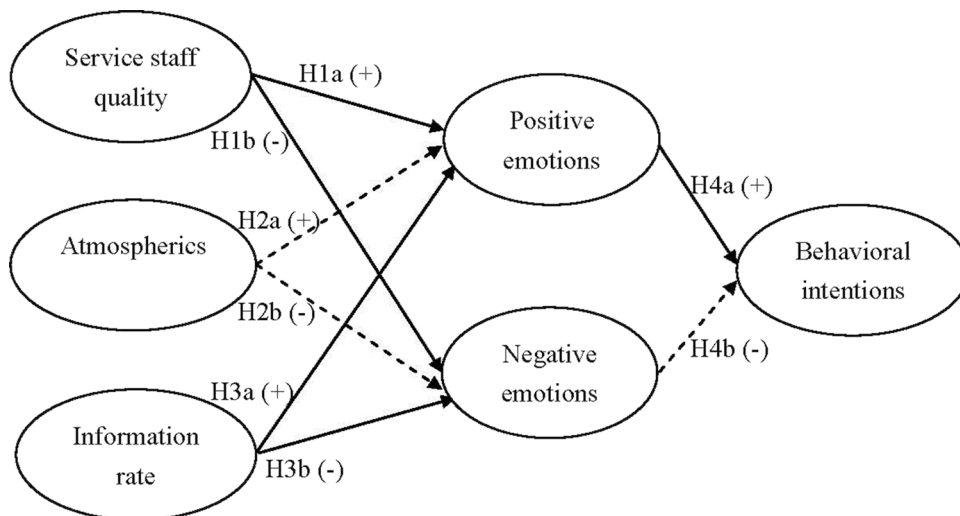 Service staff
quality
H1a (+)
H1b (-)
Positive
emotions
H4a (+)
Atmospherics
H2a (+)
H2b (-)
Behavioral
intentions
H4b (-)
Negative
emotions
H3a (+)
Information
rate
H3b (-)